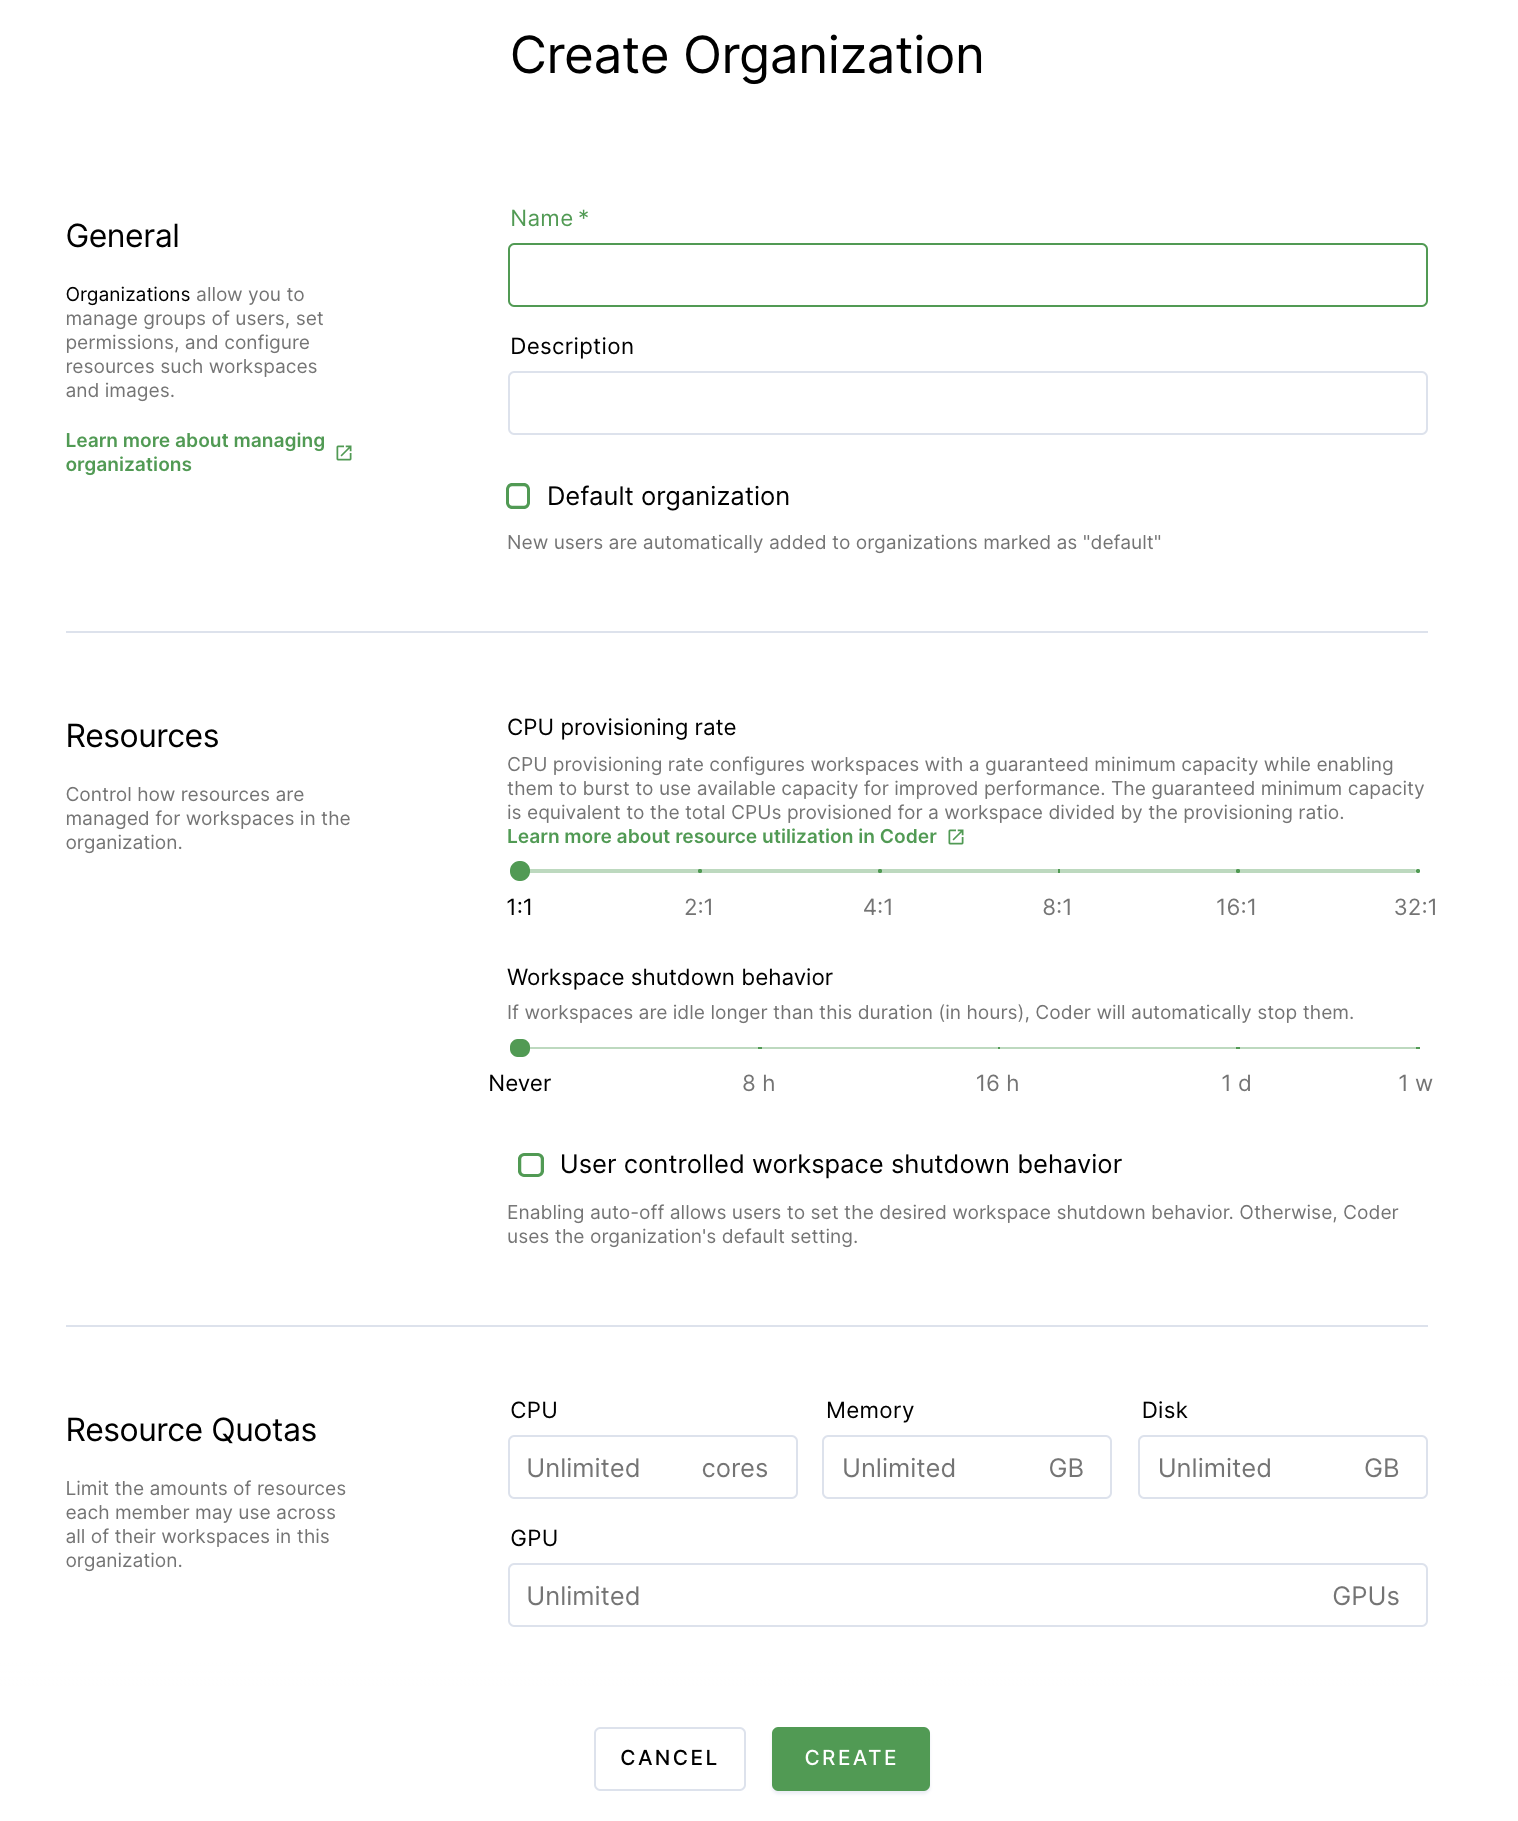 Create Organization
General
Organizations allow you to
manage groups of users, set
permissions, and configure
resources such workspaces
and images.
Learn more about managing
organizations
Name *
Description
Default organization
New users are automatically added to organizations marked as "default"
Resources
Control how resources are
managed for workspaces in the
organization.
CPU provisioning rate
CPU provisioning rate configures workspaces with a guaranteed minimum capacity while enabling
them to burst to use available capacity for improved performance. The guaranteed minimum capacity
is equivalent to the total CPUs provisioned for a workspace divided by the provisioning ratio.
Learn more about resource utilization in Coder
1:1 2:1 4:1 8:1 16:1 32:1
Workspace shutdown behavior
If workspaces are idle longer than this duration (in hours), Coder will automatically stop them.
Never 8 h 16 h 1 d 1 w
User controlled workspace shutdown behavior
Enabling auto-off allows users to set the desired workspace shutdown behavior. Otherwise, Coder
uses the organization's default setting.
Resource Quotas
Limit the amounts of resources
each member may use across
all of their workspaces in this
organization.
CPU Memory Disk
Unlimited cores Unlimited GB Unlimited GB
GPU
Unlimited GPUs
CANCEL CREATE